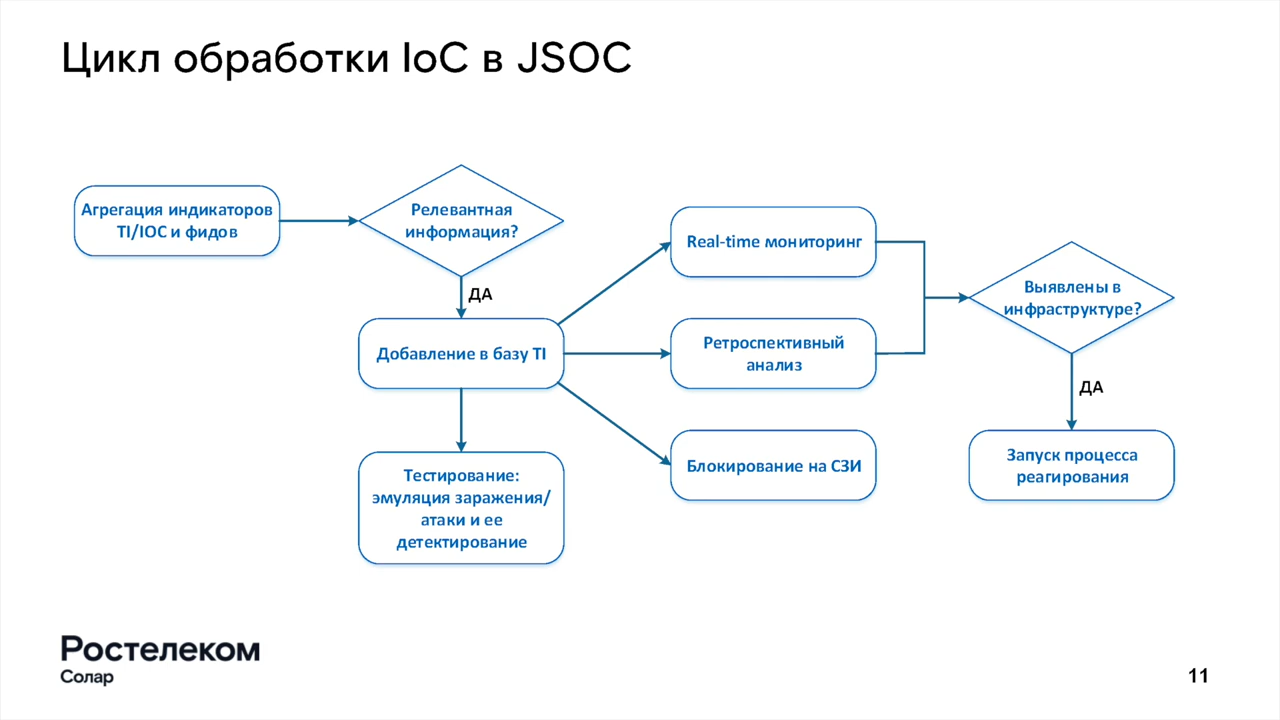 Цикл обработки IoC в JSOC
Агрегация индикаторов
TI/IOC и фидов
Релевантная
информация?
ДА
Добавление в базу TI
Тестирование:
эмуляция заражения/
атаки и ее
детектирование
Real-time мониторинг
Ретроспективный
анализ
Блокирование на СЗИ
Выявлены в
инфраструктуре?
ДА
Запуск процесса
реагирования
Ростелеком
Солар
11